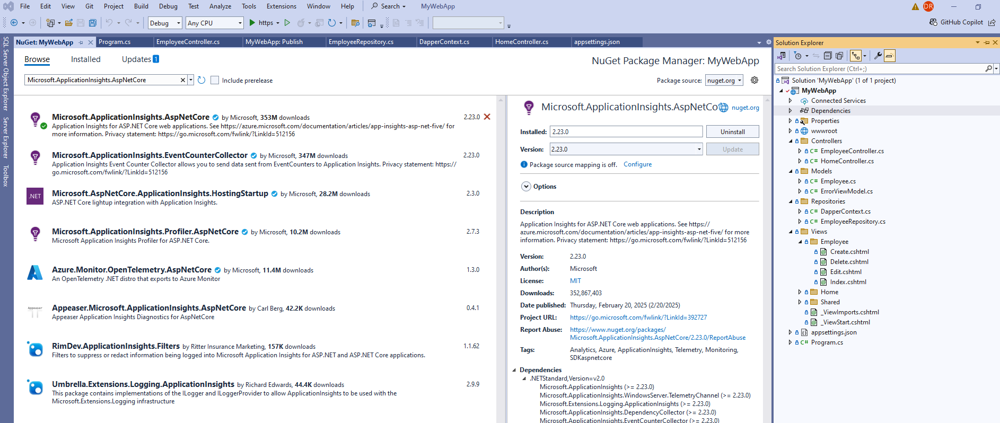 File Edit View Git Project Build Debug Test Analyze Tools Extensions Window Help Search MyWebApp DR
Debug Any CPU https GitHub Copilot
SQL Server Object Explorer
Server Explorer
Toolbox
NuGet: MyWebApp Program.cs EmployeeController.cs MyWebApp: Publish EmployeeRepository.cs DapperContext.cs HomeController.cs appsettings.json
Browse Installed Updates 1
NuGet Package Manager: MyWebApp
Microsoft.ApplicationInsights.AspNetCore Include prerelease
Package source: nuget.org
Microsoft.ApplicationInsights.AspNetCore by Microsoft, 353M downloads 2.23.0
Application Insights for ASP.NET Core web applications. See https://azure.microsoft.com/documentation/articles/app-insights-asp-net-five/ for
more information. Privacy statement: https://go.microsoft.com/fwlink/?LinkId=512156
Microsoft.ApplicationInsights.EventCounterCollector by Microsoft, 347M downloads 2.23.0
Application Insights Event Counter Collector allows you to send data sent from EventCounters to Application Insights. Privacy statement: https://
go.microsoft.com/fwlink/?LinkId=512156
.NET
Microsoft.AspNetCore.ApplicationInsights.HostingStartup by Microsoft, 28.2M downloads 2.3.0
ASP.NET Core lightup integration with Application Insights.
Microsoft.ApplicationInsights.Profiler.AspNetCore by Microsoft, 10.2M downloads 2.7.3
Microsoft Application Insights Profiler for ASP.NET Core.
Azure.Monitor.OpenTelemetry.AspNetCore by Microsoft, 11.4M downloads 1.3.0
An OpenTelemetry .NET distro that exports to Azure Monitor
Appeaser
Appeaser.Microsoft.ApplicationInsights.AspNetCore by Carl Berg, 42.2K downloads 0.4.1
Appeaser Application Insights Diagnostics for AspNetCore
RimDev.ApplicationInsights.Filters by Ritter Insurance Marketing, 157K downloads 1.1.62
Filters to suppress or redact information being logged into Microsoft Application Insights for ASP.NET and ASP.NET Core applications.
Umbrella.Extensions.Logging.ApplicationInsights by Richard Edwards, 44.4K downloads 2.9.9
This package contains implementations of the ILogger and ILoggerProvider to allow ApplicationInsights to be used with the
Microsoft.Extensions.Logging infrastructure
Microsoft.ApplicationInsights.AspNetCo nuget.org
Installed: 2.23.0 Uninstall
Version: 2.23.0 Update
Package source mapping is off. Configure
Options
Description
Application Insights for ASP.NET Core web applications. See https://
azure.microsoft.com/documentation/articles/app-insights-asp-net-five/ for more
information. Privacy statement: https://go.microsoft.com/fwlink/?LinkId=512156
Version: 2.23.0
Author(s): Microsoft
License: MIT
Downloads: 352,867,403
Date published: Thursday, February 20, 2025 (2/20/2025)
Project URL: https://go.microsoft.com/fwlink/?LinkId=392727
Report Abuse: https://www.nuget.org/packages/
Microsoft.ApplicationInsights.AspNetCore/2.23.0/ReportAbuse
Tags: Analytics, Azure, ApplicationInsights, Telemetry, Monitoring,
SDKaspnetcore
Dependencies
.NETStandard,Version=v2.0
Microsoft.ApplicationInsights (>= 2.23.0)
Microsoft.ApplicationInsights.WindowsServer.TelemetryChannel (>= 2.23.0)
Microsoft.Extensions.Logging.ApplicationInsights (>= 2.23.0)
Microsoft.ApplicationInsights.DependencyCollector (>= 2.23.0)
Microsoft.ApplicationInsights.EventCounterCollector (>= 2.23.0)
Solution Explorer
Search Solution Explorer (Ctrl+;)
Solution 'MyWebApp' (1 of 1 project)
MyWebApp
Connected Services
Dependencies
Properties
wwwroot
Controllers
C# EmployeeController.cs
C# HomeController.cs
Models
C# Employee.cs
C# ErrorViewModel.cs
Repositories
C# DapperContext.cs
C# EmployeeRepository.cs
Views
Employee
Create.cshtml
Delete.cshtml
Edit.cshtml
Index.cshtml
Home
Shared
_ViewImports.cshtml
_ViewStart.cshtml
appsettings.json
C# Program.cs